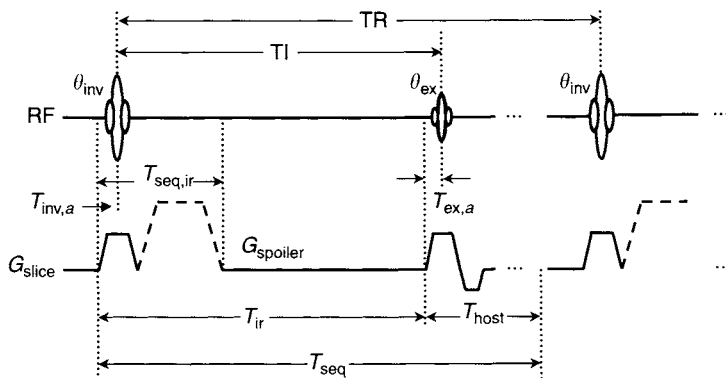 TR
TI
θinv
θex
θinv
RF
...
...
Tseq,ir
Tinv,a
Tex,a
Gspoiler
Gslice
...
...
Tir
Thost
Tseq